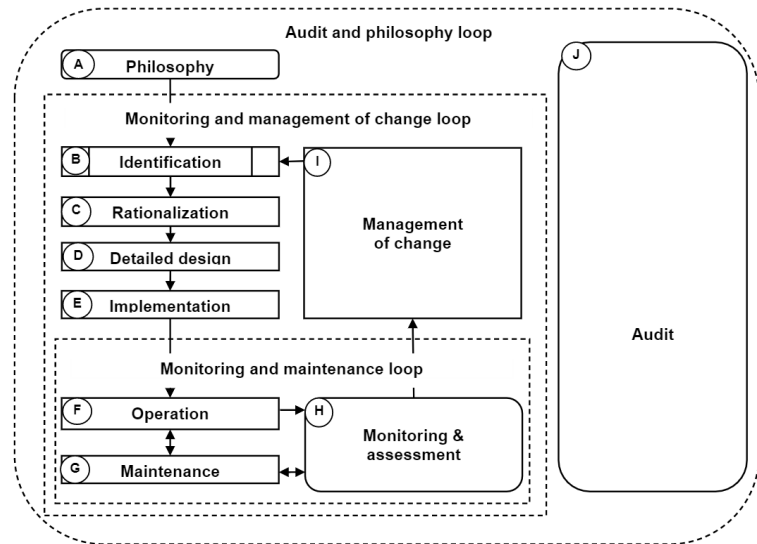 Audit and philosophy loop
A
Philosophy
J
Monitoring and management of change loop
B
Identification
I
C
Rationalization
Management
of change
D
Detailed design
E
Implementation
Audit
Monitoring and maintenance loop
F
Operation
H
Monitoring &
assessment
G
Maintenance